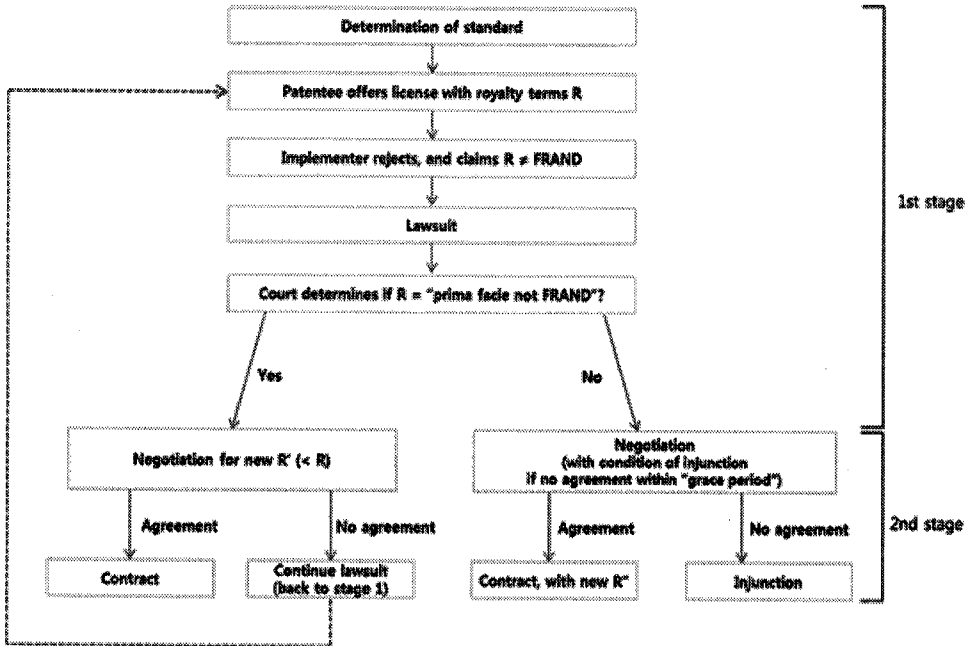 Determination of standard
Patentee offers license with royalty terms R
Implementer rejects, and claims R ≠ FRAND
Lawsuit
Court determines if R = "prima facie not FRAND"?
1st stage
Yes
No
Negotiation for new R' (< R)
Negotiation
(with condition of injunction
if no agreement within "grace period")
Agreement
No agreement
Agreement
No agreement
2nd stage
Contract
Continue lawsuit
(back to stage 1)
Contract, with new R"
Injunction